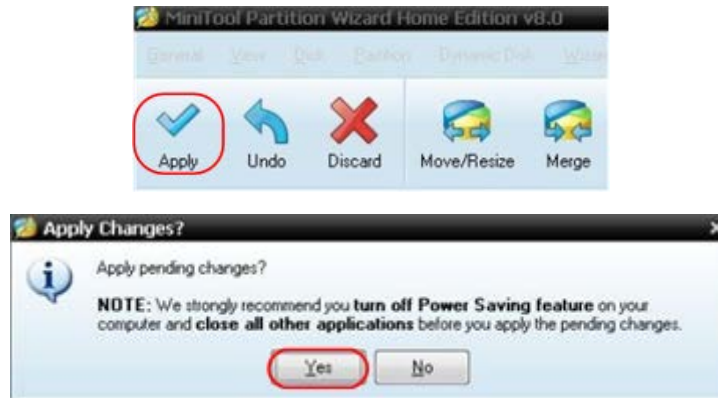 MiniTool Partition Wizard Home Edition v8.0
General View Disk Partition Dynamic Disk
Apply Undo Discard Move/Resize Merge
Apply Changes?
Apply pending changes?
NOTE: We strongly recommend you turn off Power Saving feature on your
computer and close all other applications before you apply the pending changes.
Yes No